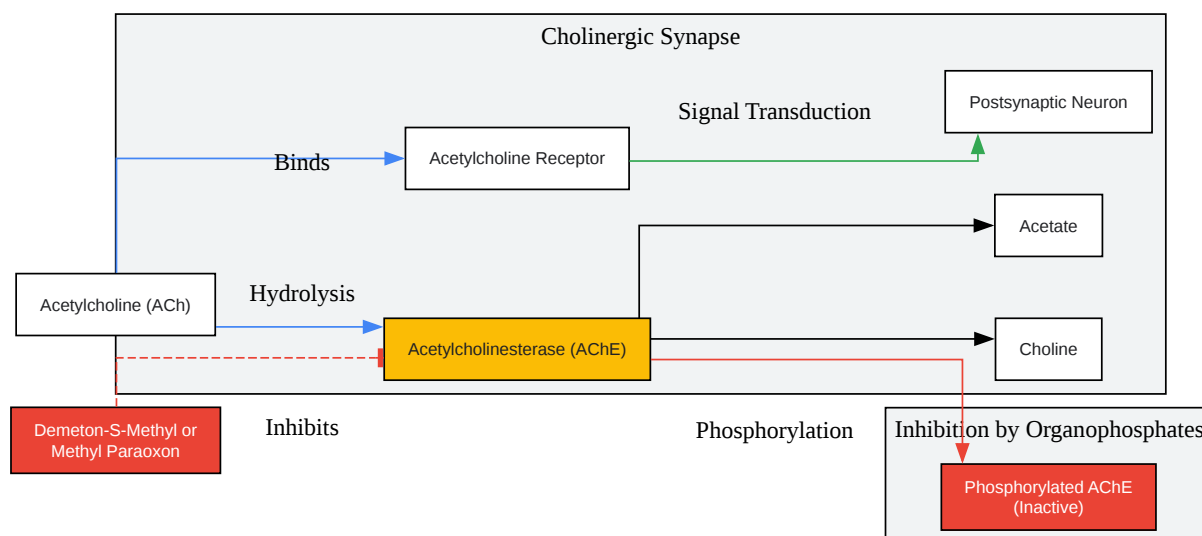 Cholinergic Synapse
Postsynaptic Neuron
Signal Transduction
Acetylcholine Receptor
Binds
Acetate
Acetylcholine (ACh)
Hydrolysis
Acetylcholinesterase (AChE)
Choline
Demeton-S-Methyl or
Methyl Paraoxon
Inhibits
Phosphorylation
Inhibition by Organophosphates
Phosphorylated AChE
(Inactive)